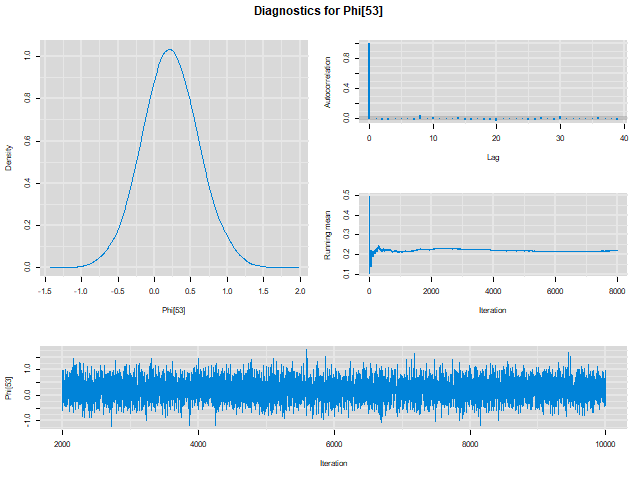 Diagnostics for Phi[53]
Density
0.0 0.2 0.4 0.6 0.8 1.0
-1.5 -1.0 -0.5 0.0 0.5 1.0 1.5 2.0
Phi[53]
Autocorrelation
0.0 0.4 0.8
0 10 20 30 40
Lag
Running mean
0.1 0.2 0.3 0.4 0.5
0 2000 4000 6000 8000
Iteration
Phi[53]
-1.0 0.0 1.0
2000 4000 6000 8000 10000
Iteration